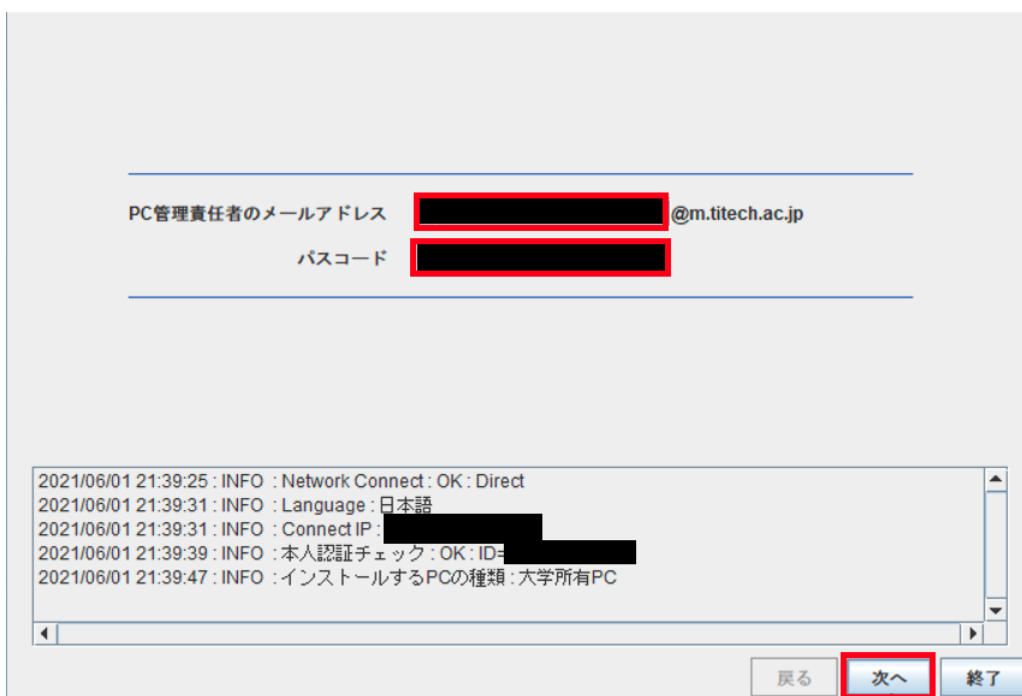 PC管理責任者のメールアドレス @m.titech.ac.jp
パスコード
2021/06/01 21:39:25 : INFO : Network Connect : OK : Direct
2021/06/01 21:39:31 : INFO : Language : 日本語
2021/06/01 21:39:31 : INFO : Connect IP :
2021/06/01 21:39:39 : INFO : 本人認証チェック : OK : ID=
2021/06/01 21:39:47 : INFO : インストールするPCの種類 : 大学所有PC
戻る 次へ 終了